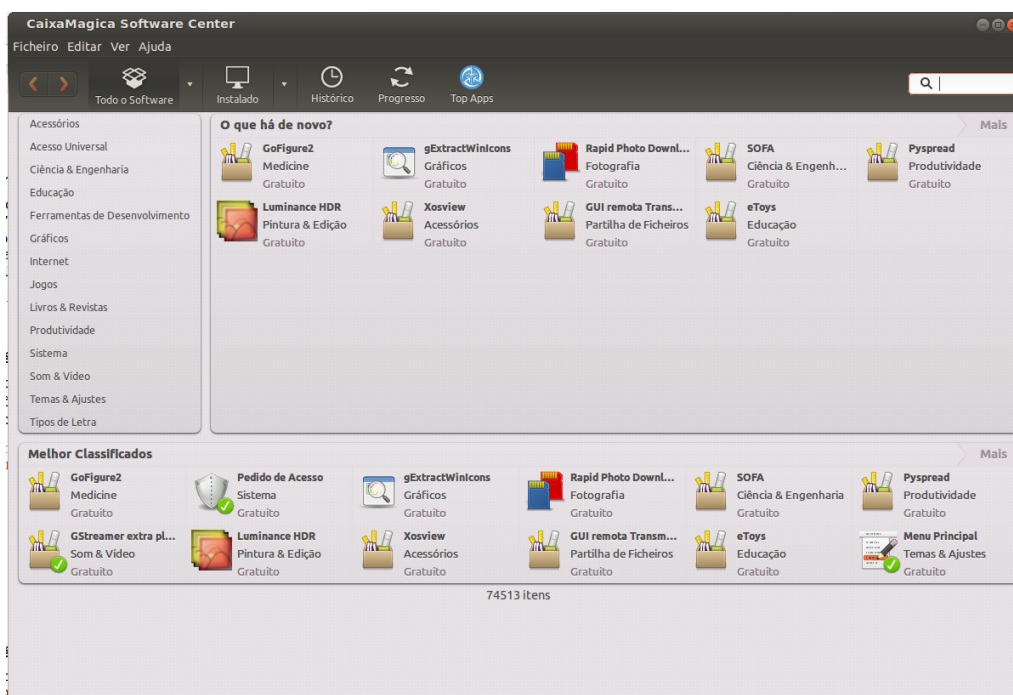 CaixaMagica Software Center
Ficheiro Editar Ver Ajuda
Todo o Software
Instalado
Histórico
Progresso
Top Apps
Acessórios
Acesso Universal
Ciência & Engenharia
Educação
Ferramentas de Desenvolvimento
Gráficos
Internet
Jogos
Livros & Revistas
Produtividade
Sistema
Som & Vídeo
Temas & Ajustes
Tipos de Letra
O que há de novo?
Mais
GoFigure2
Medicine
Gratuito
gExtractWinIcons
Gráficos
Gratuito
Rapid Photo Downl...
Fotografia
Gratuito
SOFA
Ciência & Engenh...
Gratuito
Pyspread
Produtividade
Gratuito
Luminance HDR
Pintura & Edição
Gratuito
Xosview
Acessórios
Gratuito
GUI remota Trans...
Partilha de Ficheiros
Gratuito
eToys
Educação
Gratuito
Melhor Classificados
Mais
GoFigure2
Medicine
Gratuito
Pedido de Acesso
Sistema
Gratuito
gExtractWinIcons
Gráficos
Gratuito
Rapid Photo Downl...
Fotografia
Gratuito
SOFA
Ciência & Engenharia
Gratuito
Pyspread
Produtividade
Gratuito
GStreamer extra pl...
Som & Vídeo
Gratuito
Luminance HDR
Pintura & Edição
Gratuito
Xosview
Acessórios
Gratuito
GUI remota Transm...
Partilha de Ficheiros
Gratuito
eToys
Educação
Gratuito
Menu Principal
Temas & Ajustes
Gratuito
74513 itens